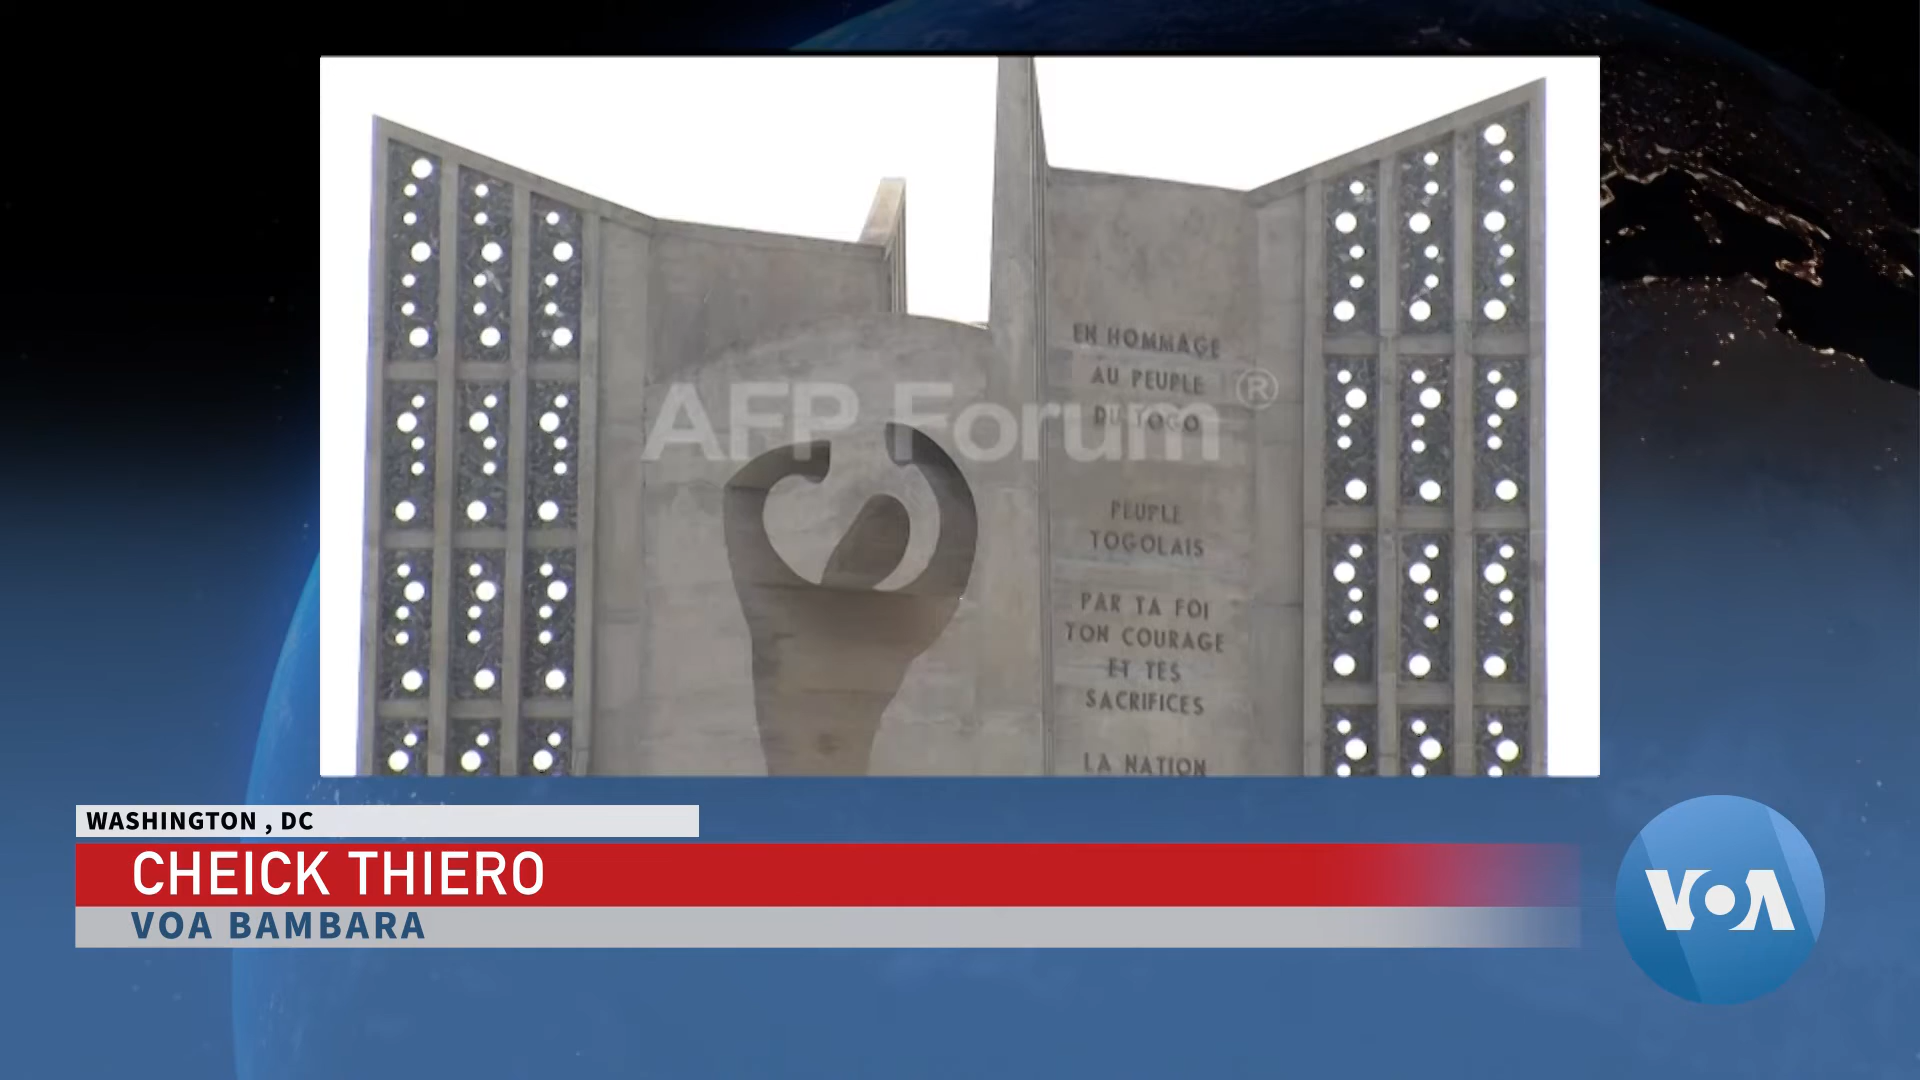 EN HOMMAGE
AU PEUPLE
DU TOGO
AFP Forum ®
PEUPLE
TOGOLAIS
PAR TA FOI
TON COURAGE
ET TES
SACRIFICES
LA NATION
WASHINGTON , DC
CHEICK THIERO
VOA BAMBARA
VOA